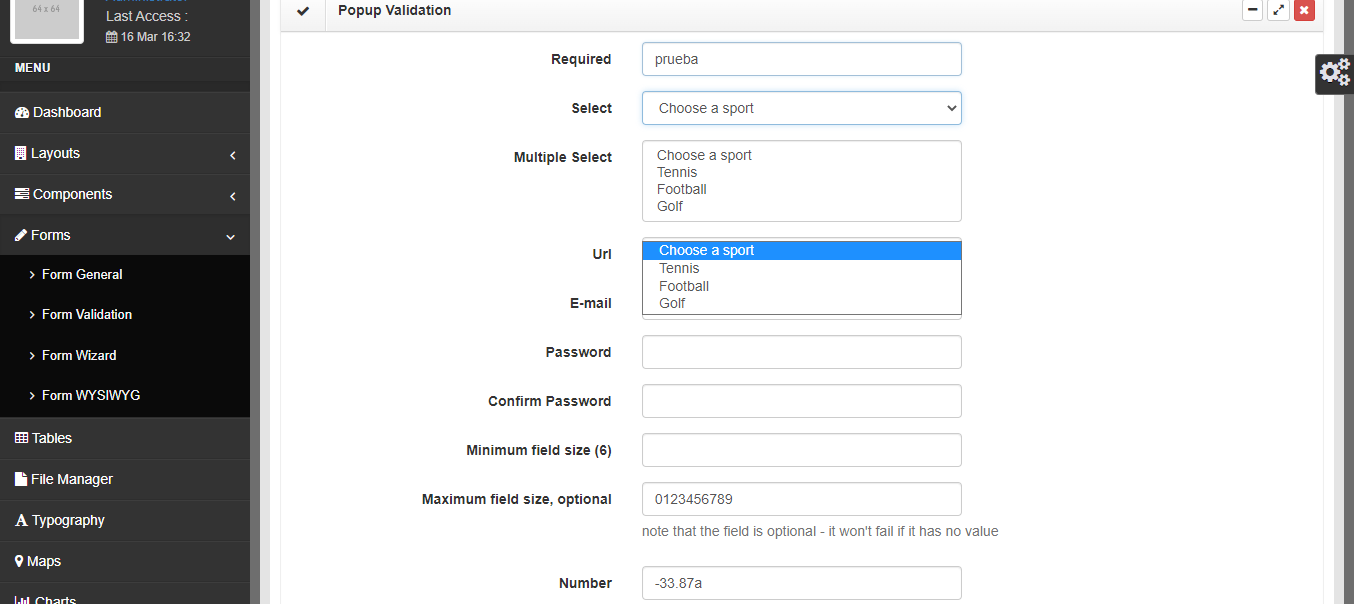 64 x 64
Last Access :
16 Mar 16:32
MENU
Dashboard
Layouts
Components
Forms
Form General
Form Validation
Form Wizard
Form WYSIWYG
Tables
File Manager
Typography
Maps
Charts
Popup Validation
Required
prueba
Select
Choose a sport
Multiple Select
Choose a sport
Tennis
Football
Golf
Url
Choose a sport
Tennis
Football
Golf
E-mail
Password
Confirm Password
Minimum field size (6)
Maximum field size, optional
0123456789
note that the field is optional - it won't fail if it has no value
Number
-33.87a